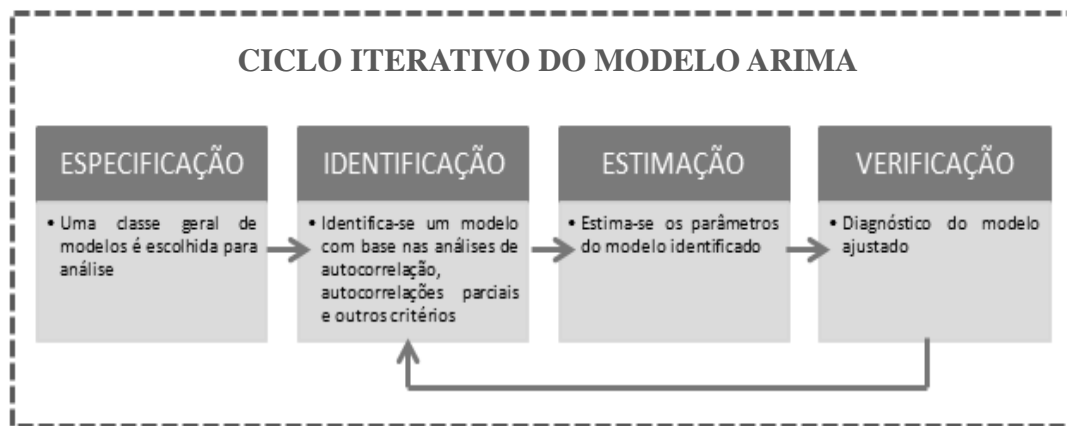 CICLO ITERATIVO DO MODELO ARIMA
ESPECIFICAÇÃO
• Uma classe geral de
modelos é escolhida para
análise
IDENTIFICAÇÃO
• Identifica-se um modelo
com base nas análises de
autocorrelação,
autocorrelações parciais
e outros critérios
ESTIMAÇÃO
• Estima-se os parâmetros
do modelo identificado
VERIFICAÇÃO
• Diagnóstico do modelo
ajustado